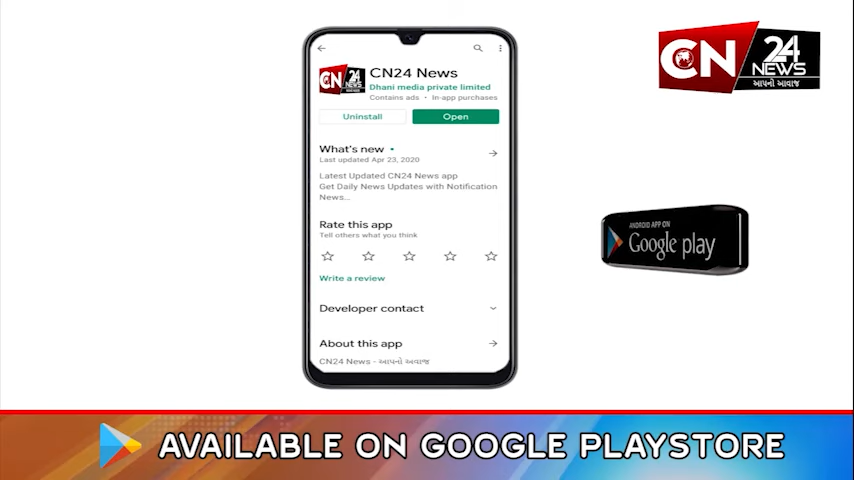 CN24 News
Dhani media private limited
Contains ads • In-app purchases
Uninstall
Open
What's new •
Last updated Apr 23, 2020
Latest Updated CN24 News app
Get Daily News Updates with Notification
News...
Rate this app
Tell others what you think
Write a review
Developer contact
About this app
CN24 News - આપનો અવાજ
CN 24 NEWS
CN 24 NEWS
આપનો અવાજ
ANDROID APP ON
Google play
AVAILABLE ON GOOGLE PLAYSTORE